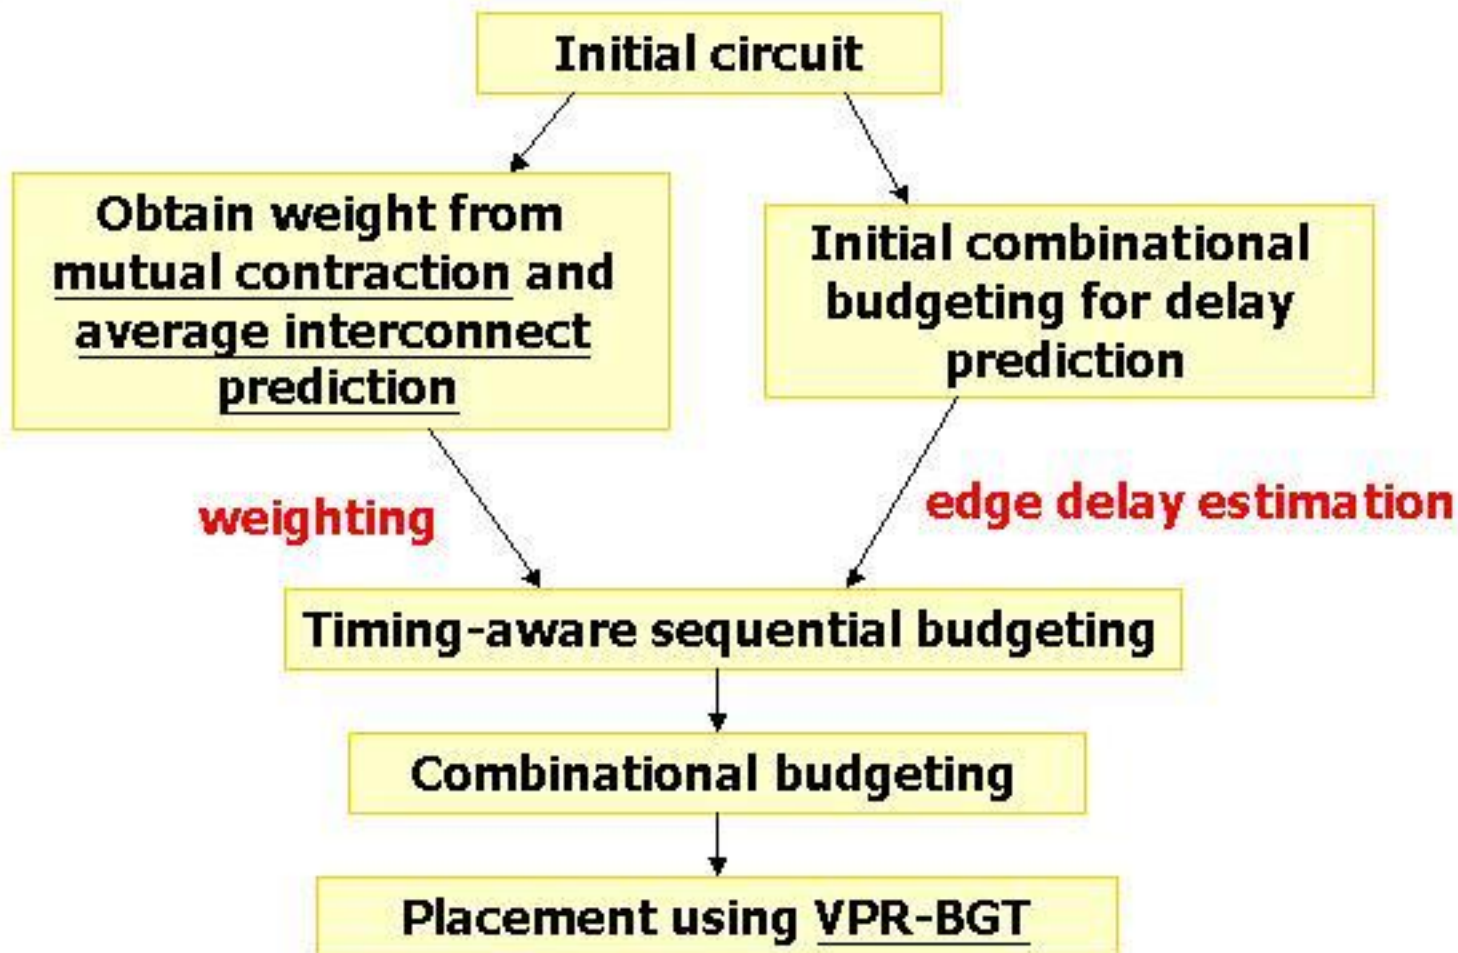 Initial circuit
Obtain weight from
mutual contraction and
average interconnect
prediction
Initial combinational
budgeting for delay
prediction
weighting
edge delay estimation
Timing-aware sequential budgeting
Combinational budgeting
Placement using VPR-BGT